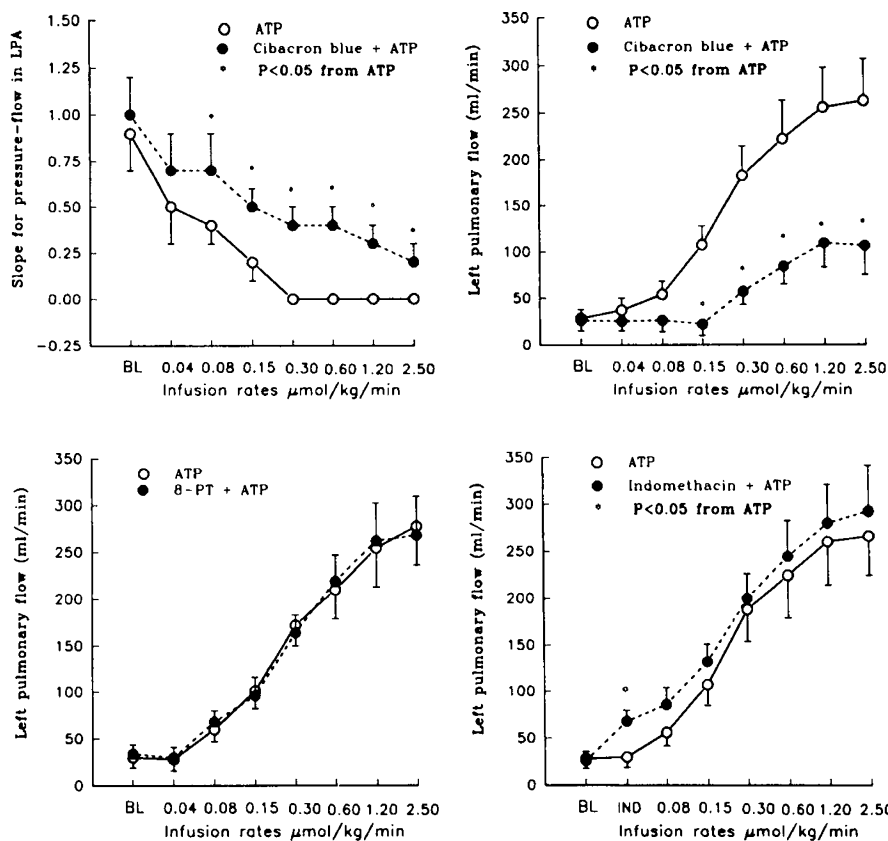 Slope for pressure-flow in LPA
1.50
1.25
1.00
0.75
0.50
0.25
0.00
−0.25
ATP
Cibacron blue + ATP
* P<0.05 from ATP
BL 0.04 0.08 0.15 0.30 0.60 1.20 2.50
Infusion rates μmol/kg/min
Left pulmonary flow (ml/min)
350
300
250
200
150
100
50
0
ATP
Cibacron blue + ATP
* P<0.05 from ATP
BL 0.04 0.08 0.15 0.30 0.60 1.20 2.50
Infusion rates μmol/kg/min
Left pulmonary flow (ml/min)
350
300
250
200
150
100
50
0
ATP
8-PT + ATP
BL 0.04 0.08 0.15 0.30 0.60 1.20 2.50
Infusion rates μmol/kg/min
Left pulmonary flow (ml/min)
350
300
250
200
150
100
50
0
ATP
Indomethacin + ATP
* P<0.05 from ATP
BL IND 0.08 0.15 0.30 0.60 1.20 2.50
Infusion rates μmol/kg/min